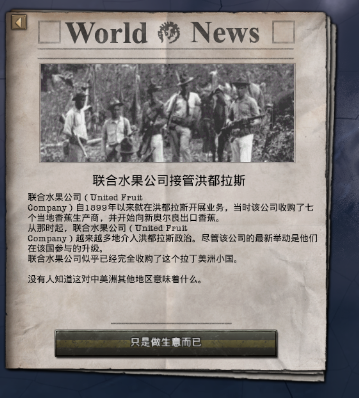 World News
联合水果公司接管洪都拉斯
联合水果公司 ( United Fruit
Company ) 自1899年以来就在洪都拉斯开展业务，当时该公司收购了七
个当地香蕉生产商，并开始向新奥尔良出口香蕉。
从那时起，联合水果公司 ( United Fruit
Company ) 越来越多地介入洪都拉斯政治。尽管该公司的最新举动是他们
在该国参与的升级。
联合水果公司似乎已经完全收购了这个拉丁美洲小国。
没有人知道这对中美洲其他地区意味着什么。
只是做生意而已